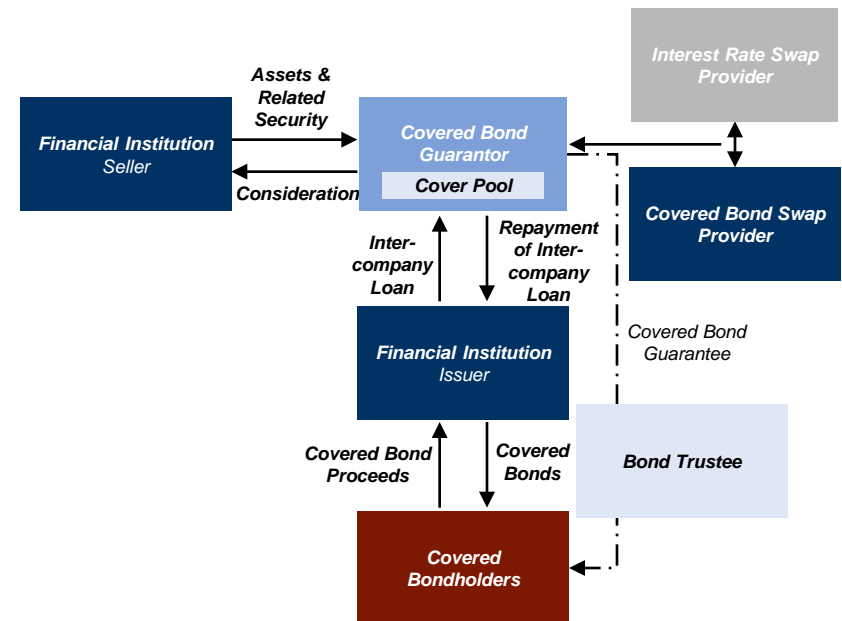 Interest Rate Swap
Provider
Assets &
Related
Security
Financial Institution
Seller
Covered Bond
Guarantor
Cover Pool
Consideration
Covered Bond Swap
Provider
Inter-
company
Loan
Repayment
of Inter-
company
Loan
Financial Institution
Issuer
Covered Bond
Guarantee
Covered Bond
Proceeds
Covered
Bonds
Bond Trustee
Covered
Bondholders